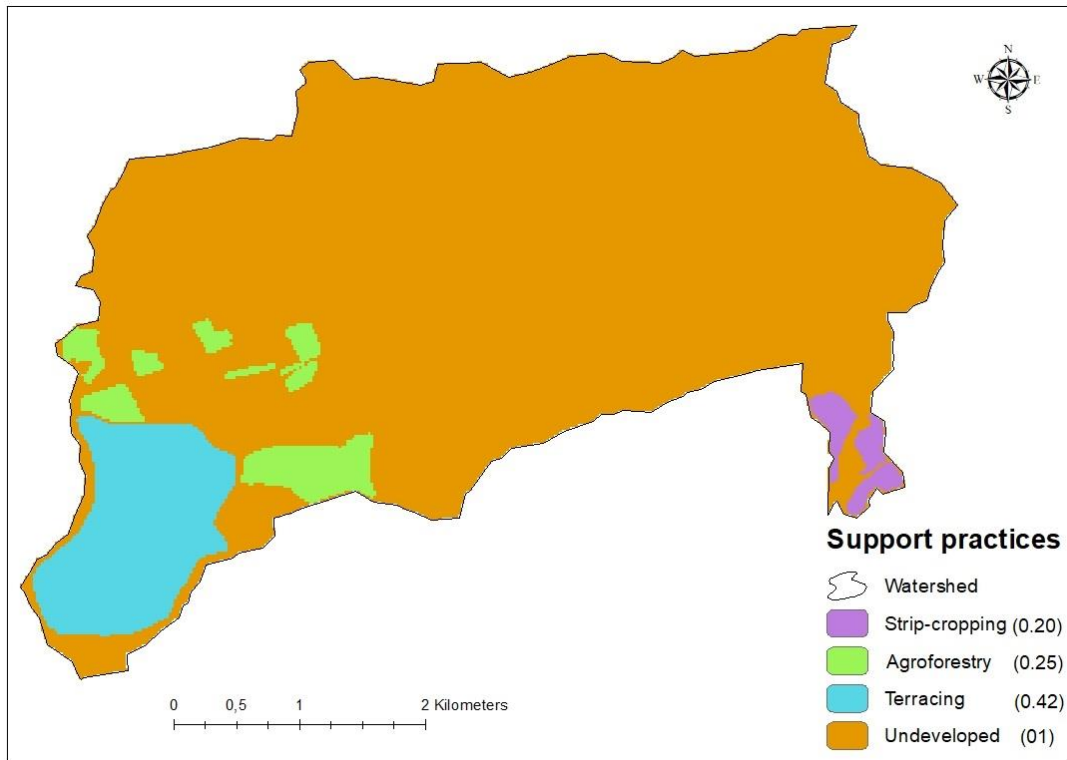 N
W E
S
Support practices
Watershed
Strip-cropping (0.20)
Agroforestry (0.25)
Terracing (0.42)
Undeveloped (01)
0 0,5 1 2 Kilometers